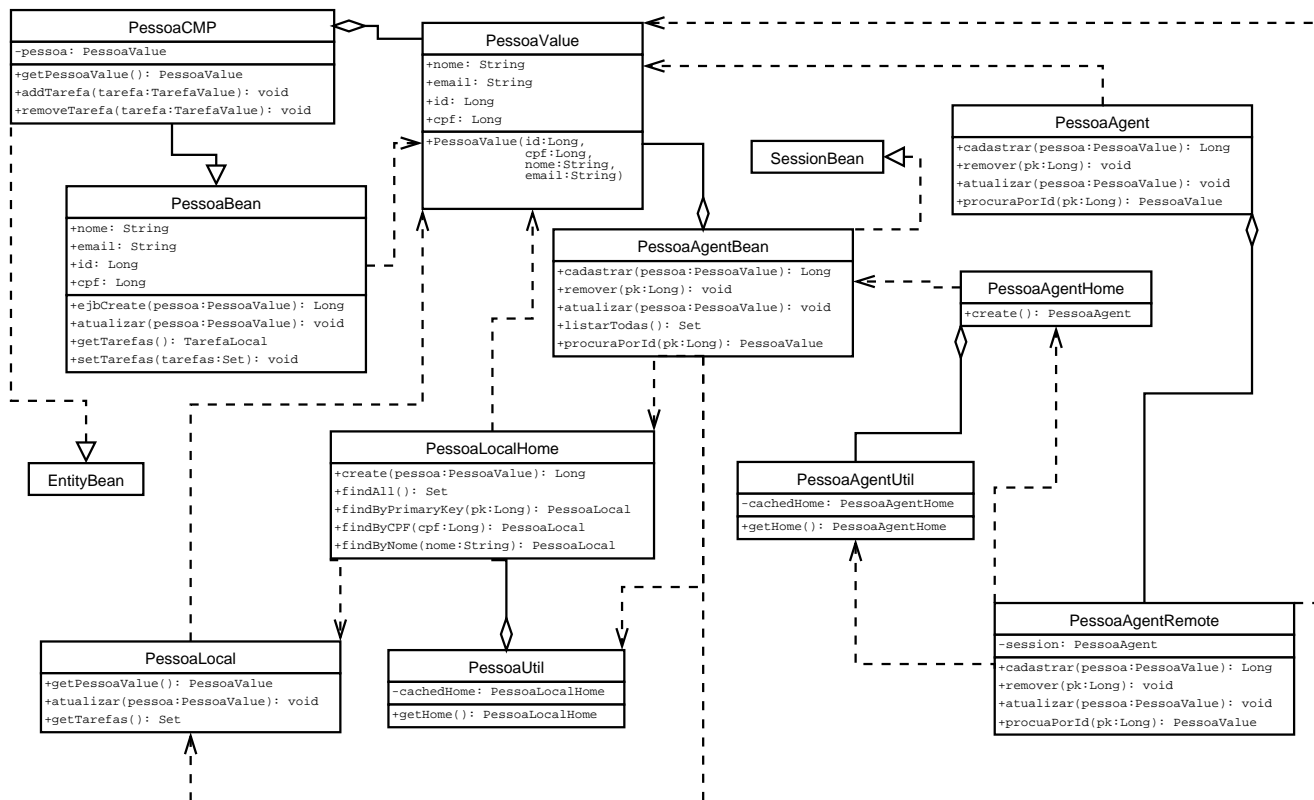 PessoaCMP
-pessoa: PessoaValue
+getPessoaValue(): PessoaValue
+addTarefa(tarefa:TarefaValue): void
+removeTarefa(tarefa:TarefaValue): void
PessoaValue
+nome: String
+email: String
+id: Long
+cpf: Long
+PessoaValue(id:Long,
cpf:Long,
nome:String,
email:String)
SessionBean
PessoaAgent
+cadastrar(pessoa:PessoaValue): Long
+remover(pk:Long): void
+atualizar(pessoa:PessoaValue): void
+procuraPorId(pk:Long): PessoaValue
PessoaBean
+nome: String
+email: String
+id: Long
+cpf: Long
+ejbCreate(pessoa:PessoaValue): Long
+atualizar(pessoa:PessoaValue): void
+getTarefas(): TarefaLocal
+setTarefas(tarefas:Set): void
PessoaAgentBean
+cadastrar(pessoa:PessoaValue): Long
+remover(pk:Long): void
+atualizar(pessoa:PessoaValue): void
+listarTodas(): Set
+procuraPorId(pk:Long): PessoaValue
PessoaAgentHome
+create(): PessoaAgent
EntityBean
PessoaLocalHome
+create(pessoa:PessoaValue): Long
+findAll(): Set
+findByPrimaryKey(pk:Long): PessoaLocal
+findByCPF(cpf:Long): PessoaLocal
+findByNome(nome:String): PessoaLocal
PessoaAgentUtil
-cachedHome: PessoaAgentHome
+getHome(): PessoaAgentHome
PessoaLocal
+getPessoaValue(): PessoaValue
+atualizar(pessoa:PessoaValue): void
+getTarefas(): Set
PessoaUtil
-cachedHome: PessoaLocalHome
+getHome(): PessoaLocalHome
PessoaAgentRemote
-session: PessoaAgent
+cadastrar(pessoa:PessoaValue): Long
+remover(pk:Long): void
+atualizar(pessoa:PessoaValue): void
+procuaPorId(pk:Long): PessoaValue